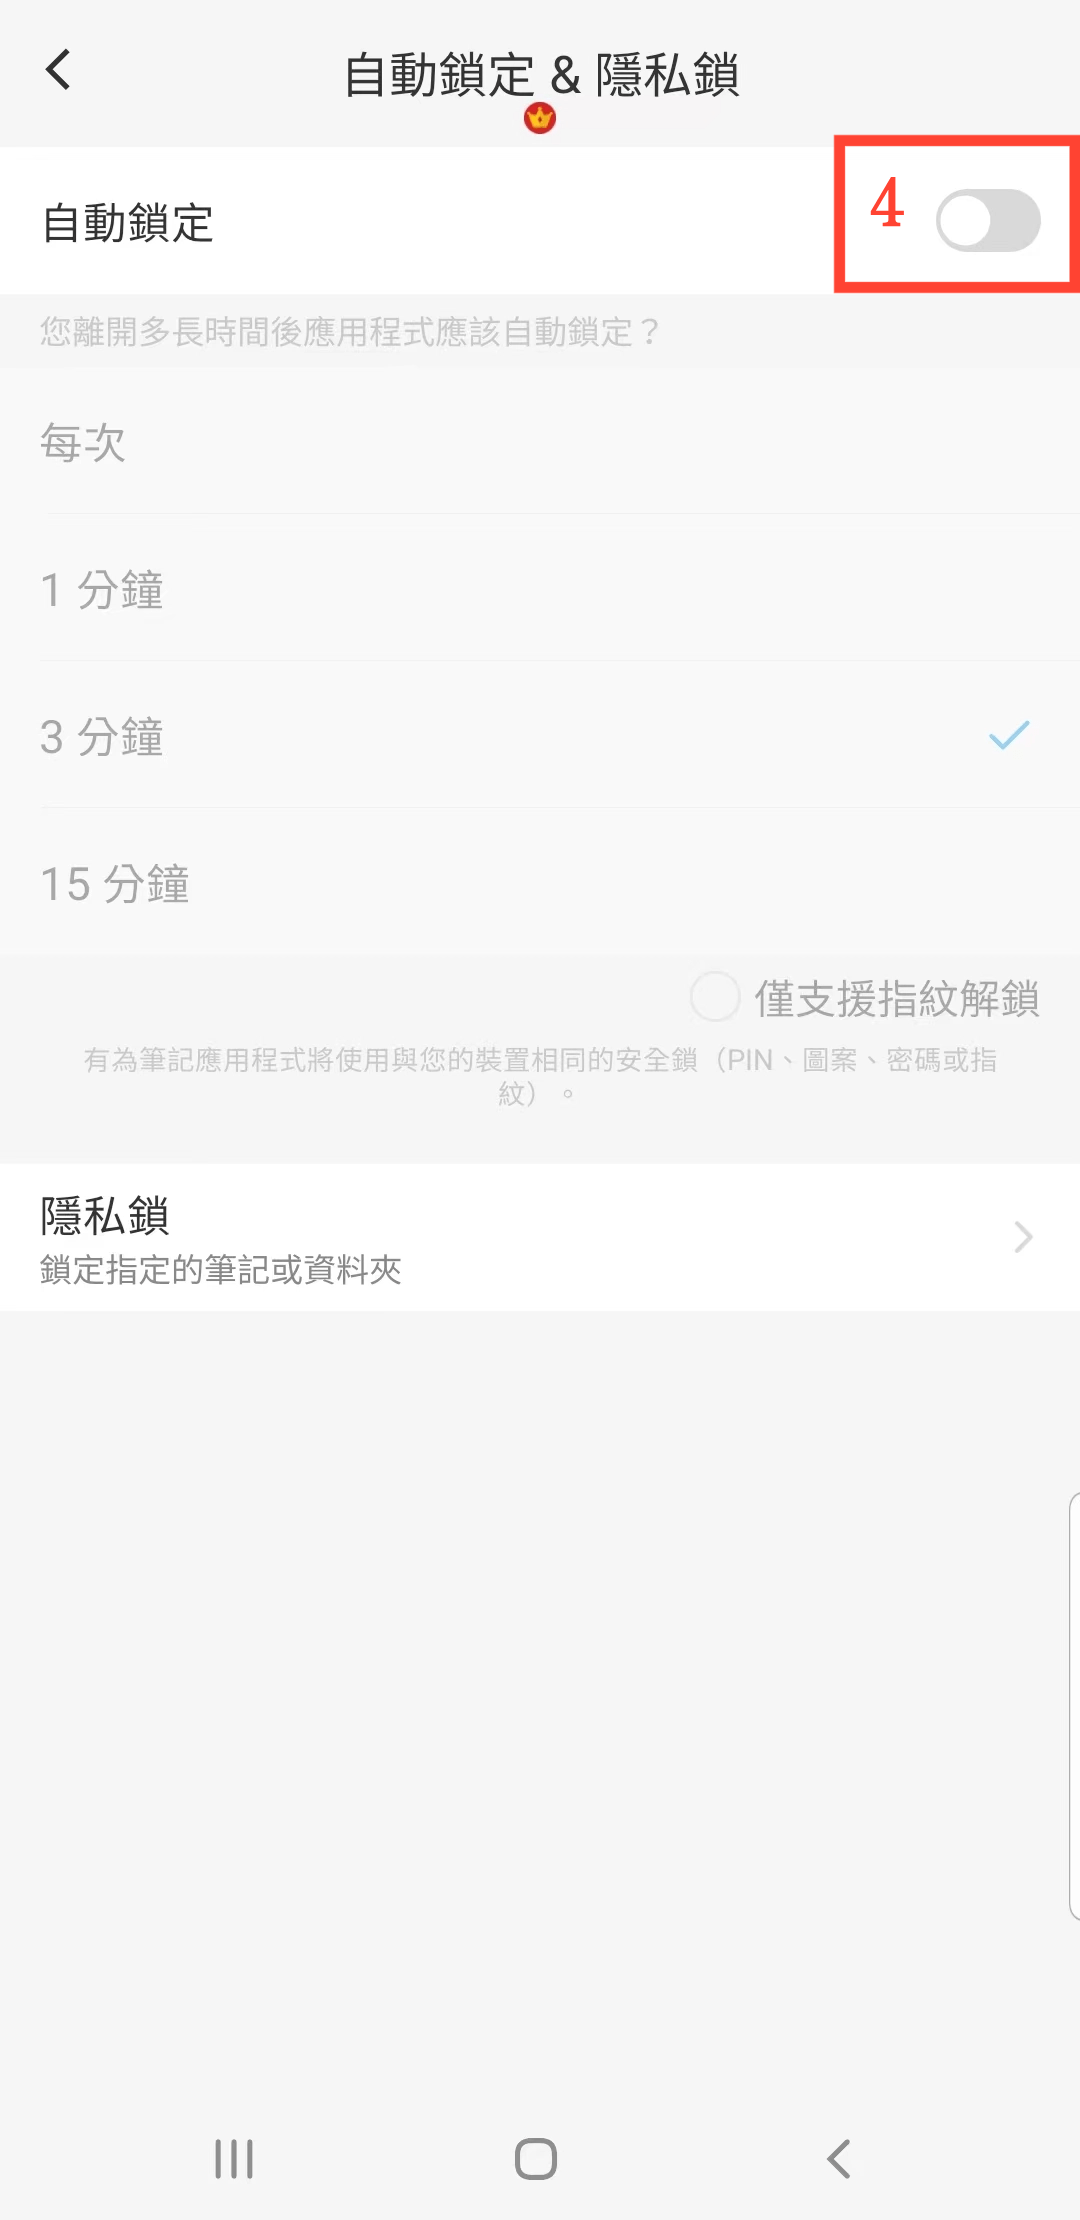 自動鎖定 & 隱私鎖
自動鎖定
4
您離開多長時間後應用程式應該自動鎖定？
每次
1 分鐘
3 分鐘
15 分鐘
僅支援指紋解鎖
有為筆記應用程式將使用與您的裝置相同的安全鎖（PIN、圖案、密碼或指
紋）。
隱私鎖
鎖定指定的筆記或資料夾